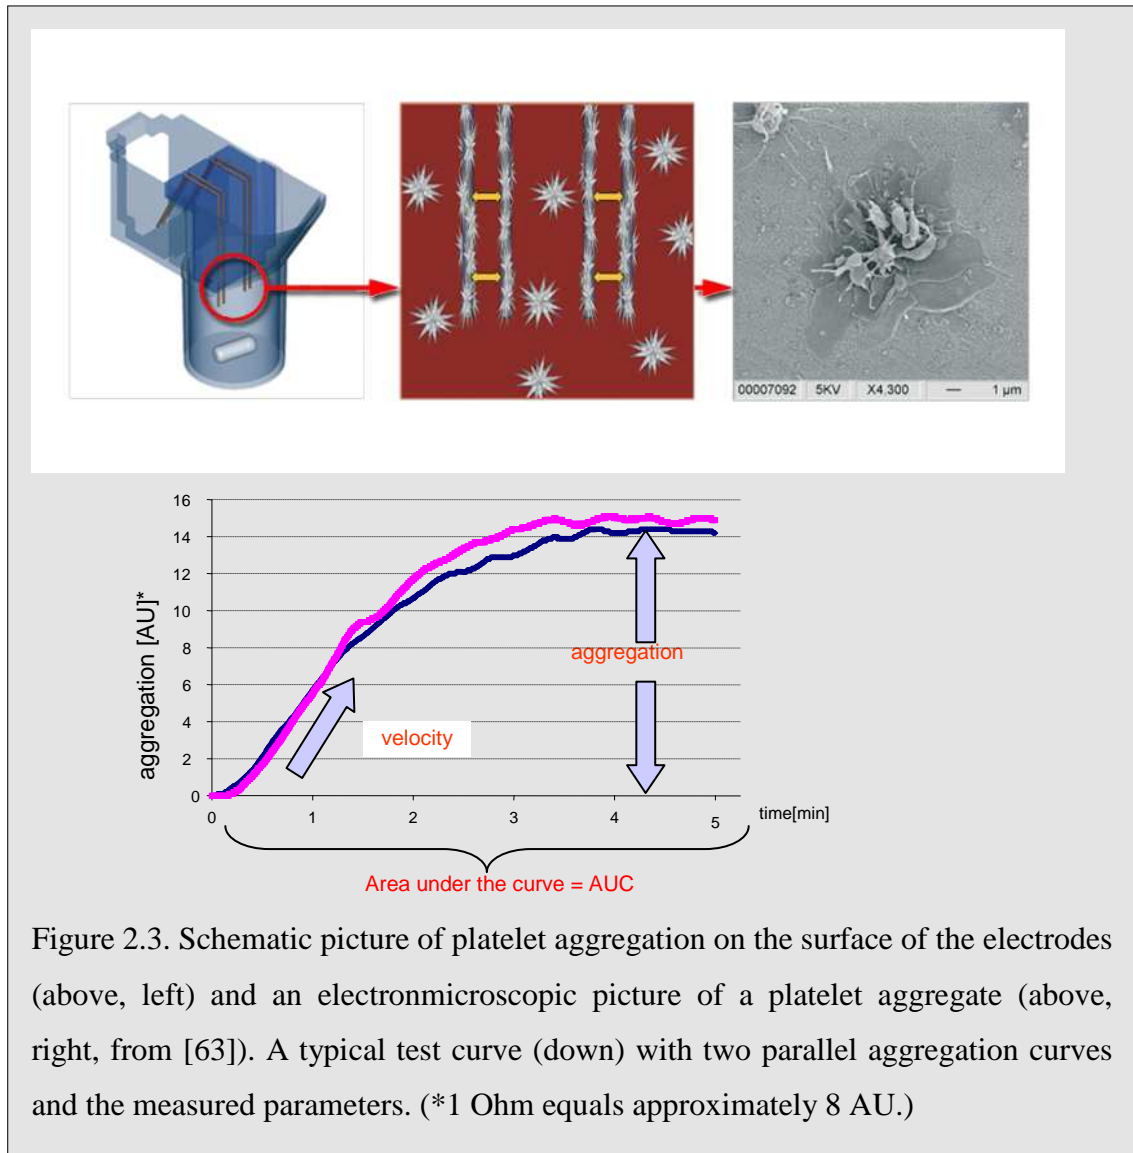 00007092 5KV X4,300 1 µm
16
14
12
10
8
6
4
2
0
aggregation [AU]*
aggregation
velocity
0 1 2 3 4 5 time[min]
Area under the curve = AUC
Figure 2.3. Schematic picture of platelet aggregation on the surface of the electrodes
(above, left) and an electronmicroscopic picture of a platelet aggregate (above,
right, from [63]). A typical test curve (down) with two parallel aggregation curves
and the measured parameters. (*1 Ohm equals approximately 8 AU.)